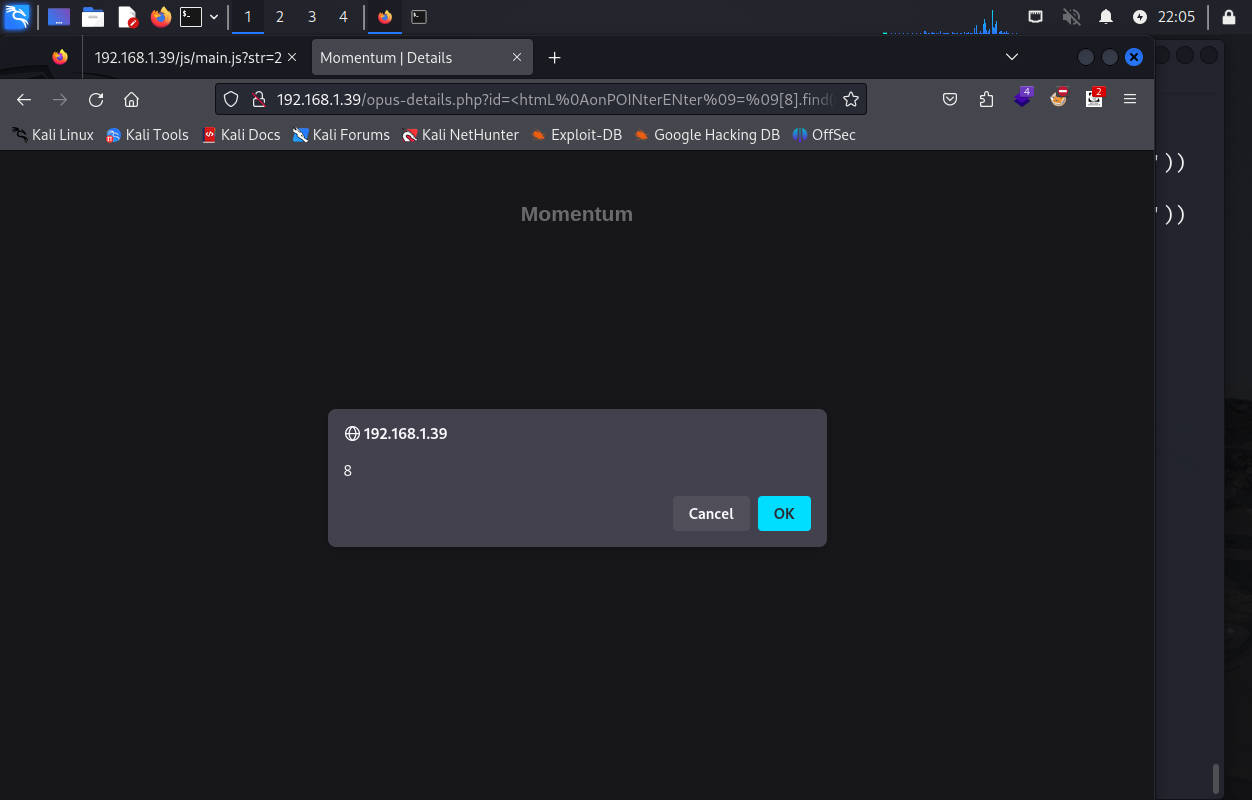 1 2 3 4 22:05
192.168.1.39/js/main.js?str=2 Momentum | Details
192.168.1.39/opus-details.php?id=<htmL%0AonPOINterENter%09=%09[8].find( 4 2
Kali Linux Kali Tools Kali Docs Kali Forums Kali NetHunter Exploit-DB Google Hacking DB OffSec
'))
Momentum
'))
192.168.1.39
8
Cancel OK